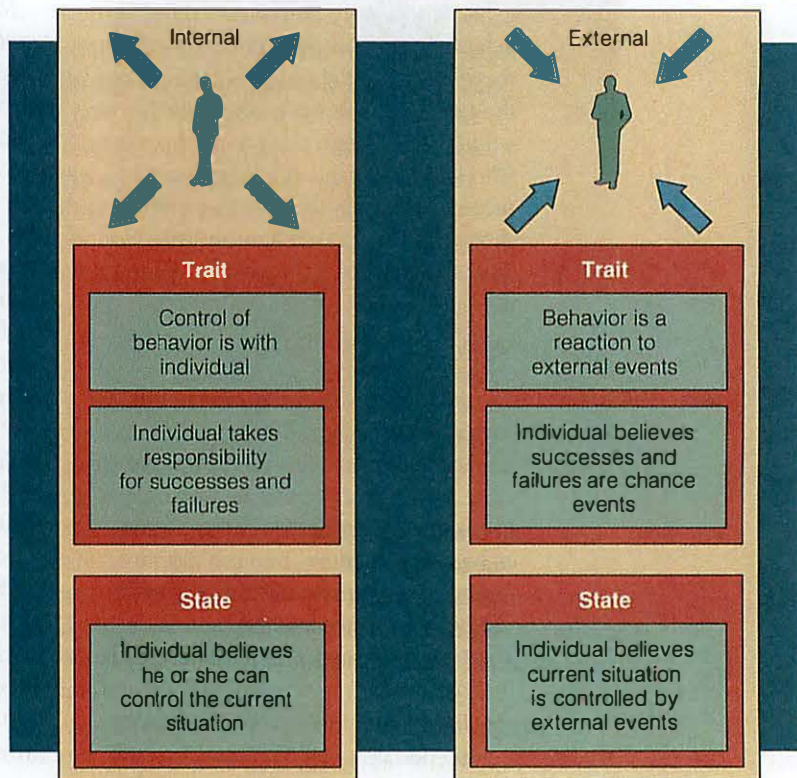 Internal
Trait
Control of
behavior is with
individual
Individual takes
responsibility
for successes and
failures
State
Individual believes
he or she can
control the current
situation
External
Trait
Behavior is a
reaction to
external events
Individual believes
successes and
failures are chance
events
State
Individual believes
current situation
is controlled by
external events